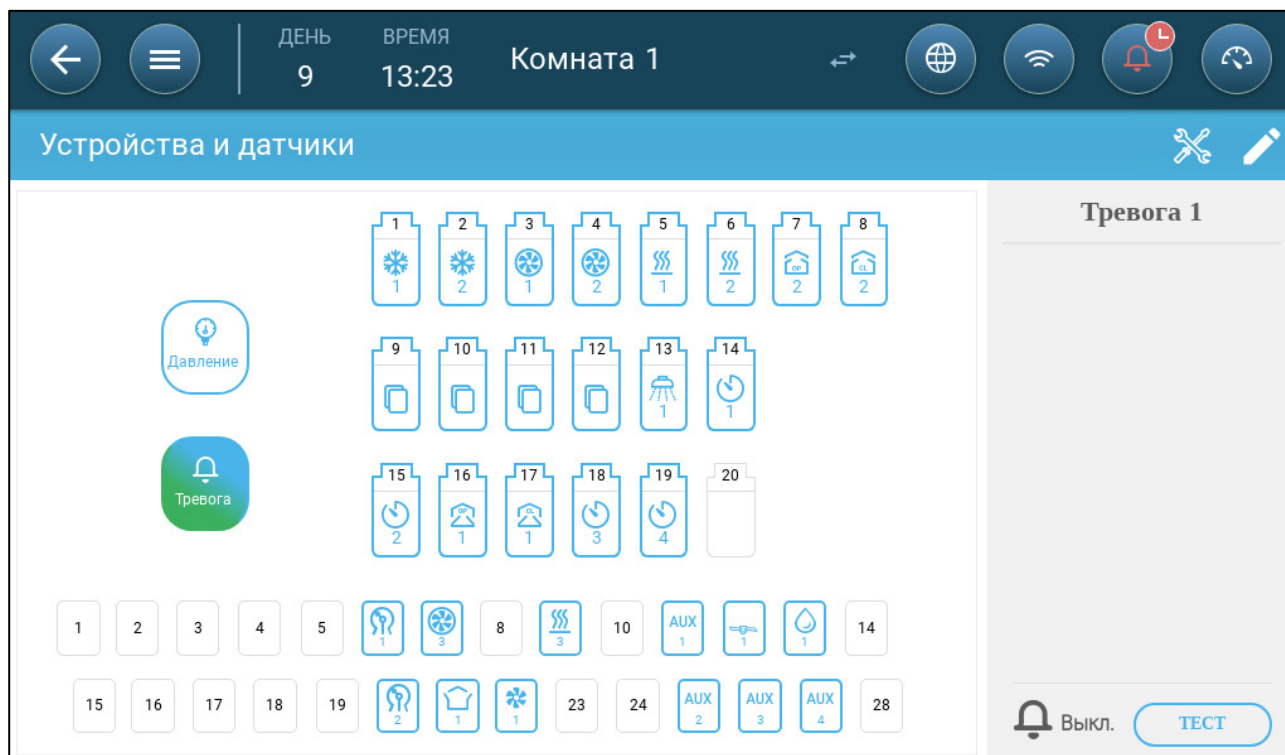 ДЕНЬ ВРЕМЯ
9 13:23 Комната 1
Устройства и датчики
Тревога 1
1 2 3 4 5 6 7 8
OP CL
1 2 1 2 1 2 2 2
Давление
9 10 11 12 13 14
1 1
Тревога
15 16 17 18 19 20
OP CL
2 1 1 3 4
1 2 3 4 5 1 3 8 3 10 AUX 1 1 1 14
15 16 17 18 19 2 1 1 23 24 AUX 2 AUX 3 AUX 4 28
Выкл. ТЕСТ